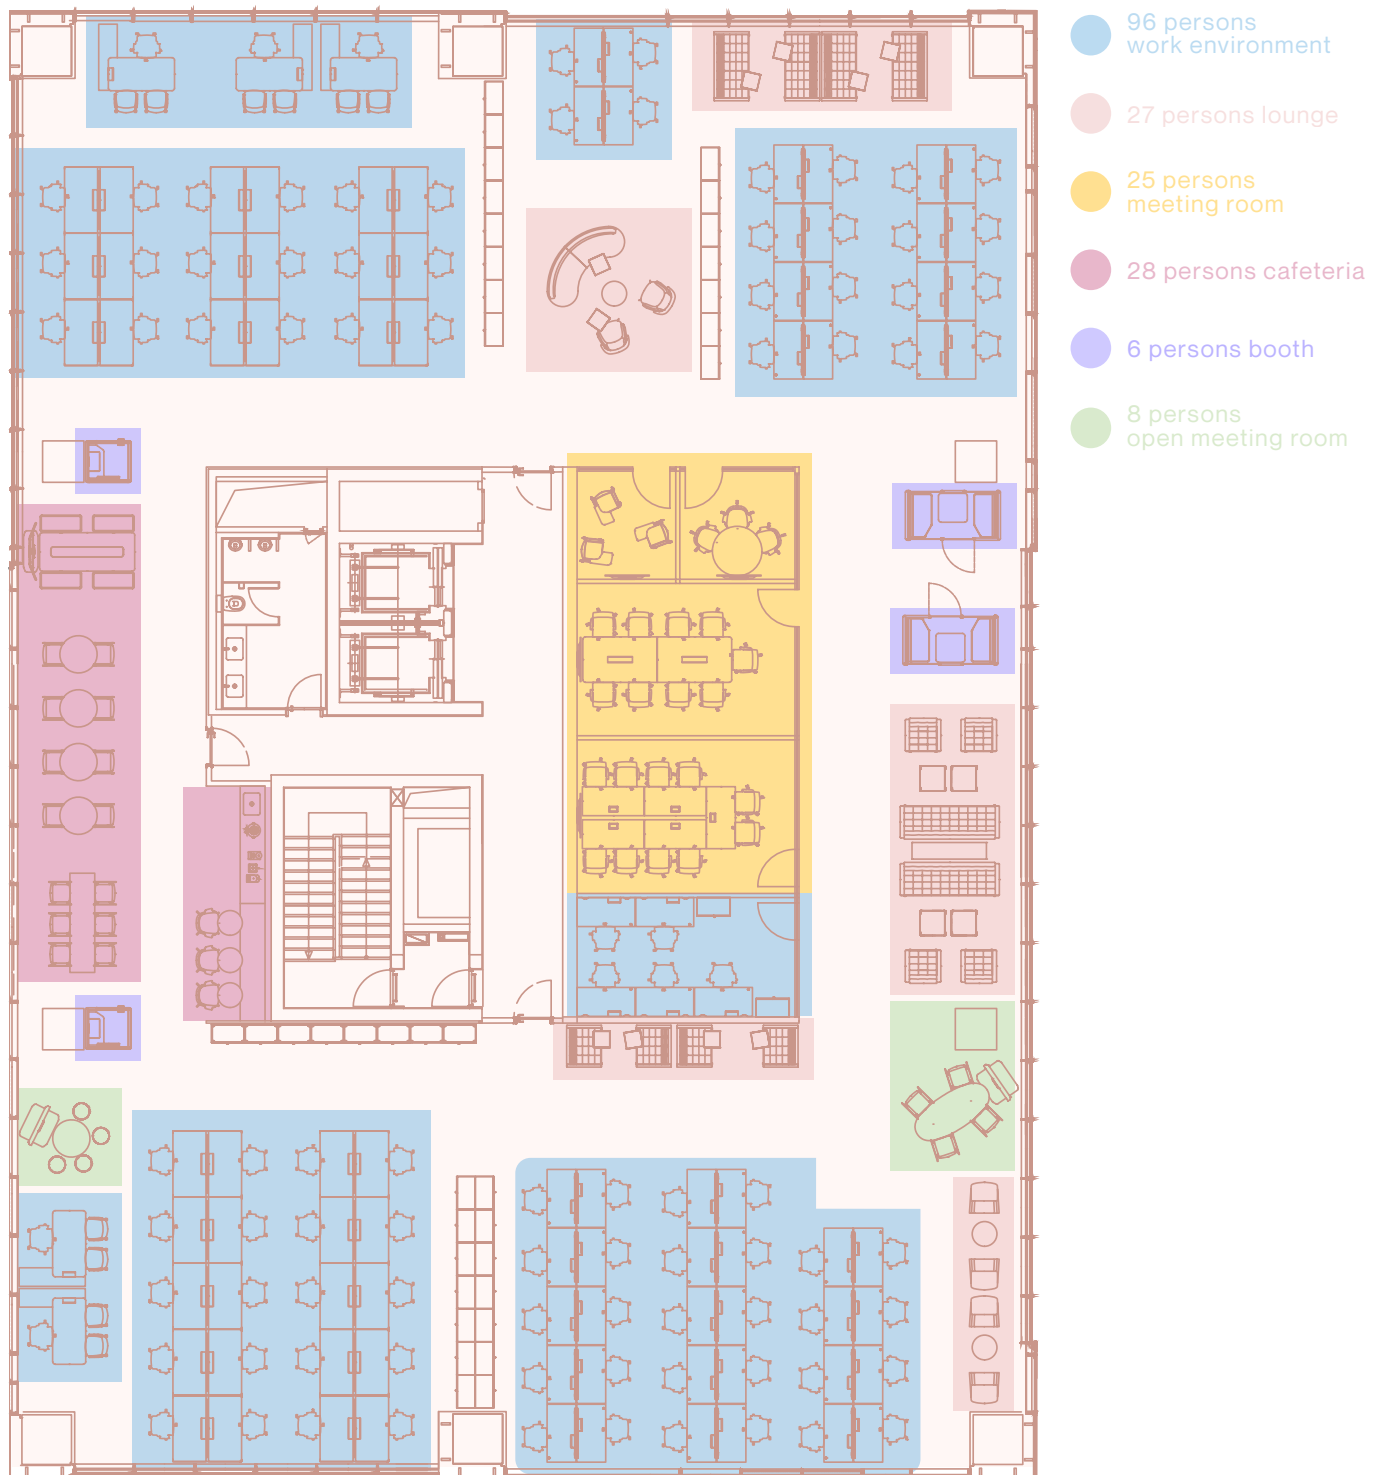 96 persons
work environment
27 persons lounge
25 persons
meeting room
28 persons cafeteria
6 persons booth
8 persons
open meeting room